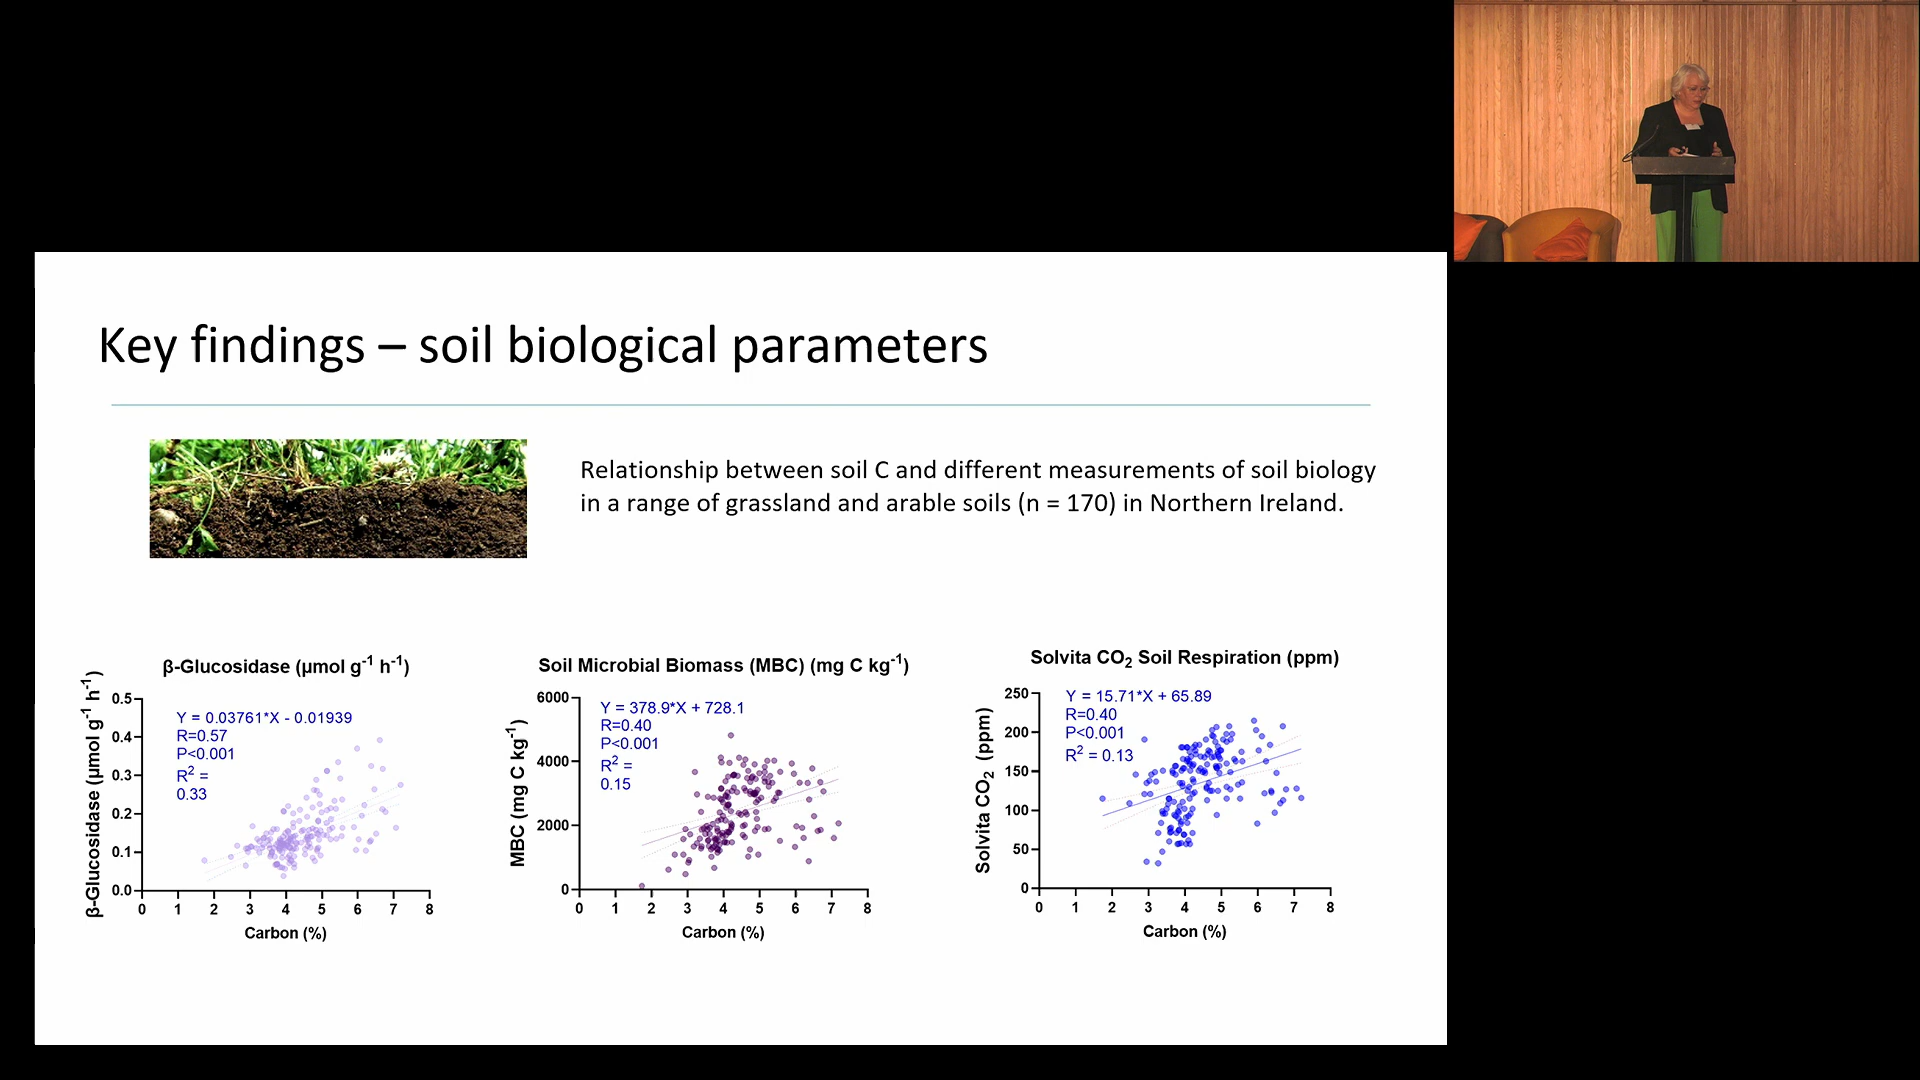 Key findings – soil biological parameters
Relationship between soil C and different measurements of soil biology
in a range of grassland and arable soils (n = 170) in Northern Ireland.
β-Glucosidase (µmol g-1 h-1)
β-Glucosidase (µmol g-1 h-1)
0.5
0.4
0.3
0.2
0.1
0.0
Y = 0.03761*X - 0.01939
R=0.57
P<0.001
R2 =
0.33
0 1 2 3 4 5 6 7 8
Carbon (%)
Soil Microbial Biomass (MBC) (mg C kg-1)
MBC (mg C kg-1)
6000
4000
2000
0
Y = 378.9*X + 728.1
R=0.40
P<0.001
R2 =
0.15
0 1 2 3 4 5 6 7 8
Carbon (%)
Solvita CO2 Soil Respiration (ppm)
Solvita CO2 (ppm)
250
200
150
100
50
0
Y = 15.71*X + 65.89
R=0.40
P<0.001
R2 = 0.13
0 1 2 3 4 5 6 7 8
Carbon (%)